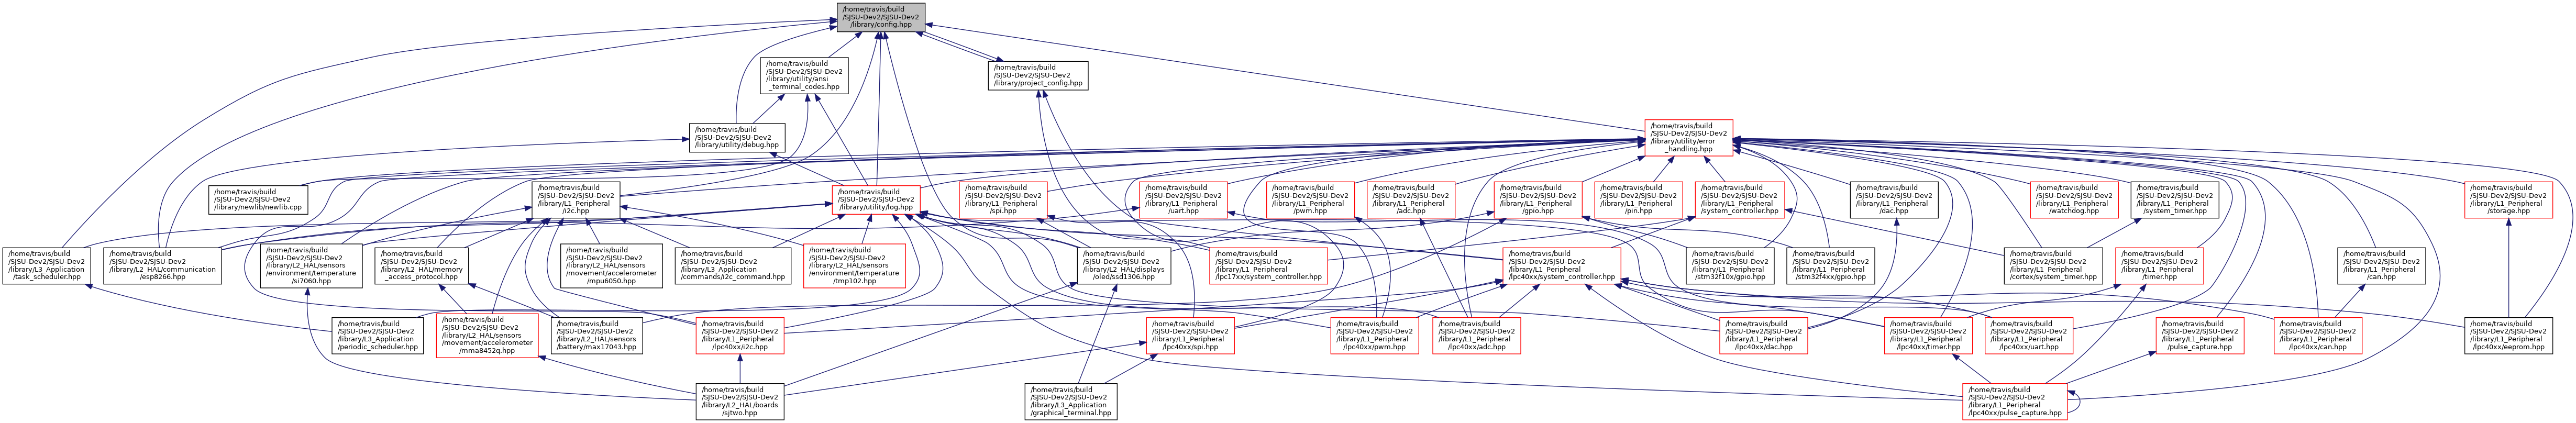 /home/travis/build
/SJSU-Dev2/SJSU-Dev2
/library/config.hpp
/home/travis/build
/SJSU-Dev2/SJSU-Dev2
/library/utility/ansi
_terminal_codes.hpp
/home/travis/build
/SJSU-Dev2/SJSU-Dev2
/library/project_config.hpp
/home/travis/build
/SJSU-Dev2/SJSU-Dev2
/library/utility/debug.hpp
/home/travis/build
/SJSU-Dev2/SJSU-Dev2
/library/utility/error
_handling.hpp
/home/travis/build
/SJSU-Dev2/SJSU-Dev2
/library/newlib/newlib.cpp
/home/travis/build
/SJSU-Dev2/SJSU-Dev2
/library/L1_Peripheral
/i2c.hpp
/home/travis/build
/SJSU-Dev2/SJSU-Dev2
/library/utility/log.hpp
/home/travis/build
/SJSU-Dev2/SJSU-Dev2
/library/L1_Peripheral
/spi.hpp
/home/travis/build
/SJSU-Dev2/SJSU-Dev2
/library/L1_Peripheral
/uart.hpp
/home/travis/build
/SJSU-Dev2/SJSU-Dev2
/library/L1_Peripheral
/pwm.hpp
/home/travis/build
/SJSU-Dev2/SJSU-Dev2
/library/L1_Peripheral
/adc.hpp
/home/travis/build
/SJSU-Dev2/SJSU-Dev2
/library/L1_Peripheral
/gpio.hpp
/home/travis/build
/SJSU-Dev2/SJSU-Dev2
/library/L1_Peripheral
/pin.hpp
/home/travis/build
/SJSU-Dev2/SJSU-Dev2
/library/L1_Peripheral
/system_controller.hpp
/home/travis/build
/SJSU-Dev2/SJSU-Dev2
/library/L1_Peripheral
/dac.hpp
/home/travis/build
/SJSU-Dev2/SJSU-Dev2
/library/L1_Peripheral
/watchdog.hpp
/home/travis/build
/SJSU-Dev2/SJSU-Dev2
/library/L1_Peripheral
/system_timer.hpp
/home/travis/build
/SJSU-Dev2/SJSU-Dev2
/library/L1_Peripheral
/storage.hpp
/home/travis/build
/SJSU-Dev2/SJSU-Dev2
/library/L3_Application
/task_scheduler.hpp
/home/travis/build
/SJSU-Dev2/SJSU-Dev2
/library/L2_HAL/communication
/esp8266.hpp
/home/travis/build
/SJSU-Dev2/SJSU-Dev2
/library/L2_HAL/sensors
/environment/temperature
/si7060.hpp
/home/travis/build
/SJSU-Dev2/SJSU-Dev2
/library/L2_HAL/memory
_access_protocol.hpp
/home/travis/build
/SJSU-Dev2/SJSU-Dev2
/library/L2_HAL/sensors
/movement/accelerometer
/mpu6050.hpp
/home/travis/build
/SJSU-Dev2/SJSU-Dev2
/library/L3_Application
/commands/i2c_command.hpp
/home/travis/build
/SJSU-Dev2/SJSU-Dev2
/library/L2_HAL/sensors
/environment/temperature
/tmp102.hpp
/home/travis/build
/SJSU-Dev2/SJSU-Dev2
/library/L2_HAL/displays
/oled/ssd1306.hpp
/home/travis/build
/SJSU-Dev2/SJSU-Dev2
/library/L1_Peripheral
/lpc17xx/system_controller.hpp
/home/travis/build
/SJSU-Dev2/SJSU-Dev2
/library/L1_Peripheral
/lpc40xx/system_controller.hpp
/home/travis/build
/SJSU-Dev2/SJSU-Dev2
/library/L1_Peripheral
/stm32f10x/gpio.hpp
/home/travis/build
/SJSU-Dev2/SJSU-Dev2
/library/L1_Peripheral
/stm32f4xx/gpio.hpp
/home/travis/build
/SJSU-Dev2/SJSU-Dev2
/library/L1_Peripheral
/cortex/system_timer.hpp
/home/travis/build
/SJSU-Dev2/SJSU-Dev2
/library/L1_Peripheral
/timer.hpp
/home/travis/build
/SJSU-Dev2/SJSU-Dev2
/library/L1_Peripheral
/can.hpp
/home/travis/build
/SJSU-Dev2/SJSU-Dev2
/library/L3_Application
/periodic_scheduler.hpp
/home/travis/build
/SJSU-Dev2/SJSU-Dev2
/library/L2_HAL/sensors
/movement/accelerometer
/mma8452q.hpp
/home/travis/build
/SJSU-Dev2/SJSU-Dev2
/library/L2_HAL/sensors
/battery/max17043.hpp
/home/travis/build
/SJSU-Dev2/SJSU-Dev2
/library/L1_Peripheral
/lpc40xx/i2c.hpp
/home/travis/build
/SJSU-Dev2/SJSU-Dev2
/library/L1_Peripheral
/lpc40xx/spi.hpp
/home/travis/build
/SJSU-Dev2/SJSU-Dev2
/library/L1_Peripheral
/lpc40xx/pwm.hpp
/home/travis/build
/SJSU-Dev2/SJSU-Dev2
/library/L1_Peripheral
/lpc40xx/adc.hpp
/home/travis/build
/SJSU-Dev2/SJSU-Dev2
/library/L1_Peripheral
/lpc40xx/dac.hpp
/home/travis/build
/SJSU-Dev2/SJSU-Dev2
/library/L1_Peripheral
/lpc40xx/timer.hpp
/home/travis/build
/SJSU-Dev2/SJSU-Dev2
/library/L1_Peripheral
/lpc40xx/uart.hpp
/home/travis/build
/SJSU-Dev2/SJSU-Dev2
/library/L1_Peripheral
/pulse_capture.hpp
/home/travis/build
/SJSU-Dev2/SJSU-Dev2
/library/L1_Peripheral
/lpc40xx/can.hpp
/home/travis/build
/SJSU-Dev2/SJSU-Dev2
/library/L1_Peripheral
/lpc40xx/eeprom.hpp
/home/travis/build
/SJSU-Dev2/SJSU-Dev2
/library/L2_HAL/boards
/sjtwo.hpp
/home/travis/build
/SJSU-Dev2/SJSU-Dev2
/library/L3_Application
/graphical_terminal.hpp
/home/travis/build
/SJSU-Dev2/SJSU-Dev2
/library/L1_Peripheral
/lpc40xx/pulse_capture.hpp